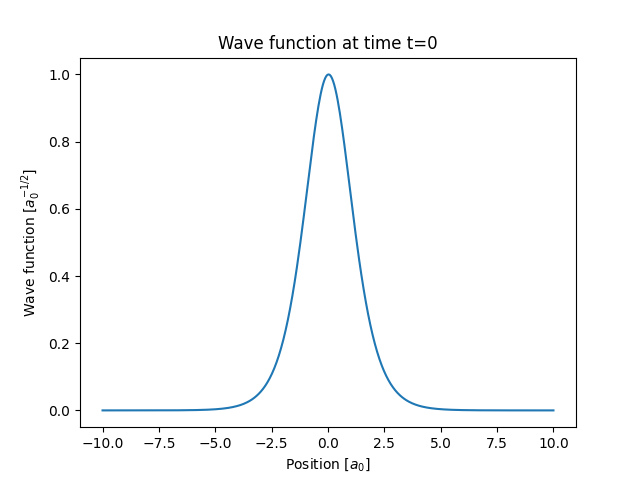 Wave function at time t=0
Wave function [$a_0^{-1/2}$]
1.0
0.8
0.6
0.4
0.2
0.0
−10.0 −7.5 −5.0 −2.5 0.0 2.5 5.0 7.5 10.0
Position [$a_0$]